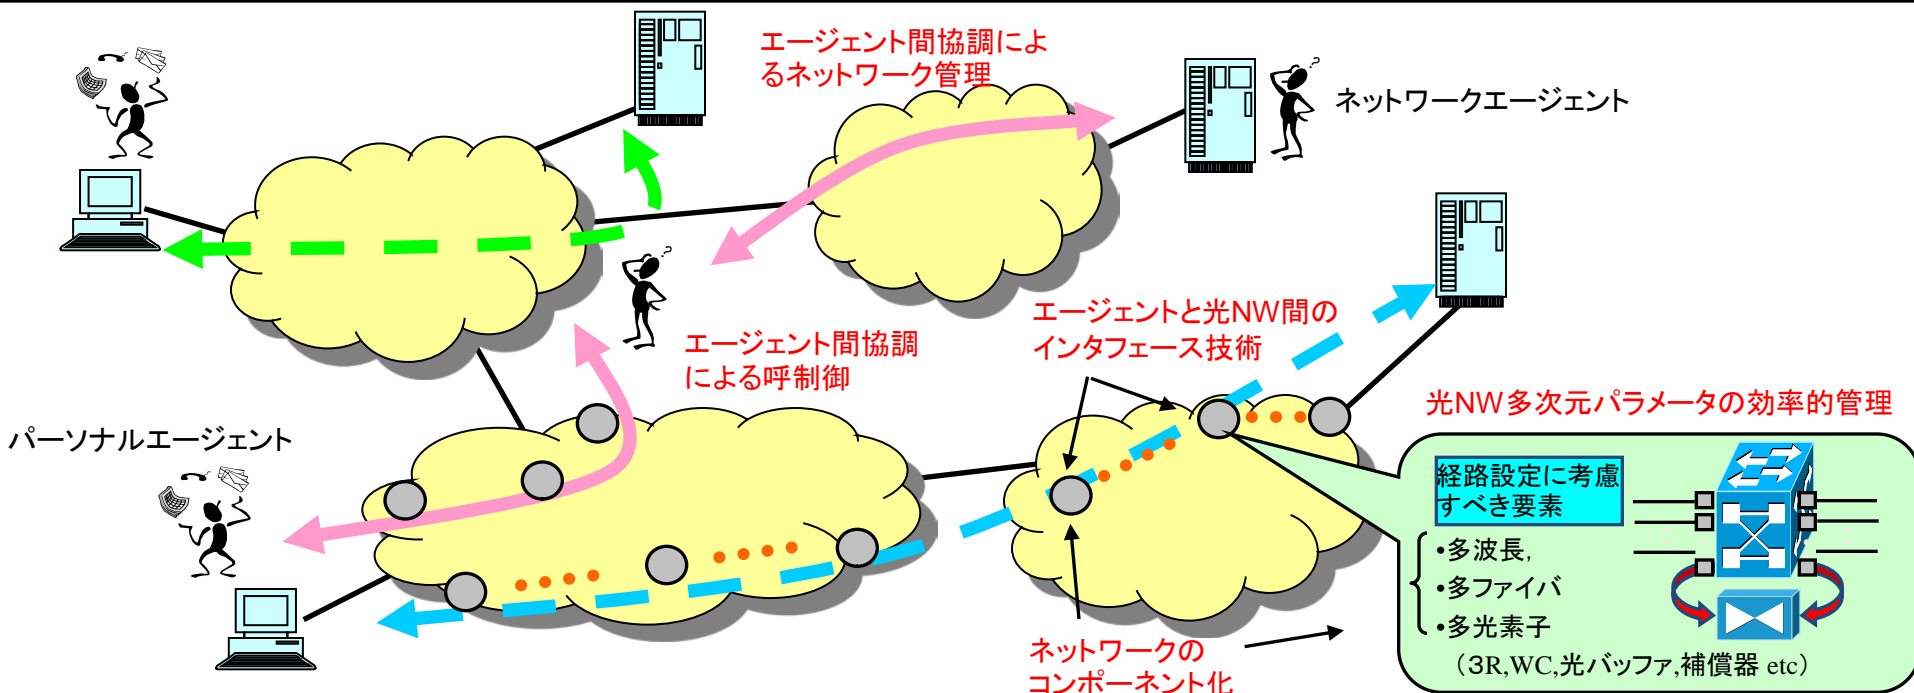 エージェント間協調によ
るネットワーク管理
ネットワークエージェント
エージェントと光NW間の
インタフェース技術
エージェント間協調
による呼制御
光NW多次元パラメータの効率的管理
パーソナルエージェント
経路設定に考慮
すべき要素
•多波長,
•多ファイバ
•多光素子
（3R,WC,光バッファ,補償器 etc）
ネットワークの
コンポーネント化